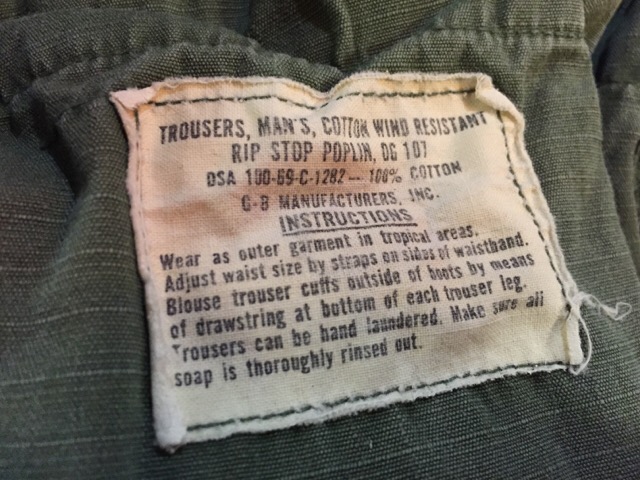 TROUSERS, MAN'S, COTTON WIND RESISTANT
RIP STOP POPLIN, OG 107
DSA 100-69-C-1282 -- 100% COTTON
G-B MANUFACTURERS, INC.
INSTRUCTIONS
Wear as outer garment in tropical areas.
Adjust waist size by straps on sides of waistband.
Blouse trouser cuffs outside of boots by means
of drawstring at bottom of each trouser leg.
Trousers can be hand laundered. Make sure all
soap is thoroughly rinsed out.